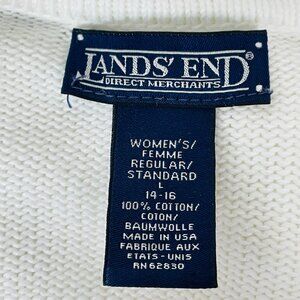 LANDS' END
DIRECT MERCHANTS
WOMEN'S/
FEMME
REGULAR/
STANDARD
L
14-16
100% COTTON/
COTON/
BAUMWOLLE
MADE IN USA
FABRIQUE AUX
ETATS-UNIS
RN 62830